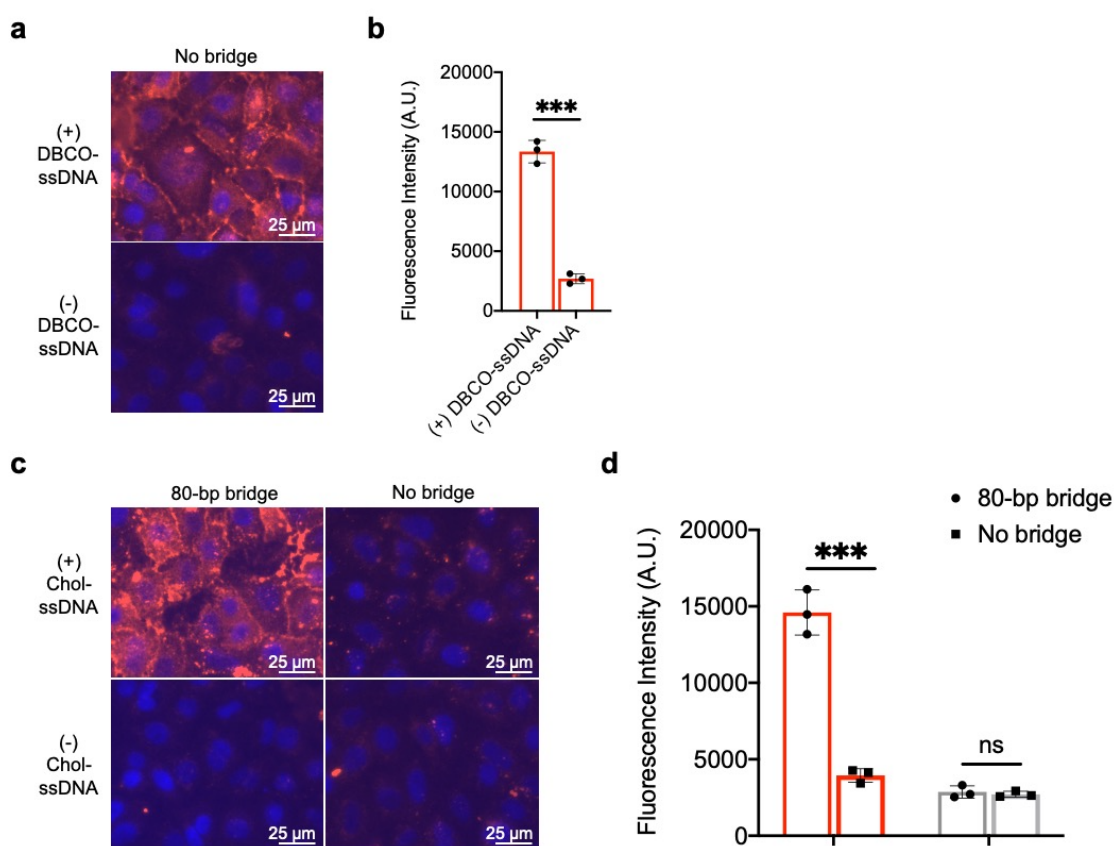 a
No bridge
(+)
DBCO-
ssDNA
25 µm
(-)
DBCO-
ssDNA
25 µm
b
Fluorescence Intensity (A.U.)
20000
15000
10000
5000
0
***
(+) DBCO-ssDNA
(-) DBCO-ssDNA
c
80-bp bridge
No bridge
(+)
Chol-
ssDNA
25 µm
25 µm
(-)
Chol-
ssDNA
25 µm
25 µm
d
80-bp bridge
No bridge
Fluorescence Intensity (A.U.)
20000
15000
10000
5000
0
***
ns